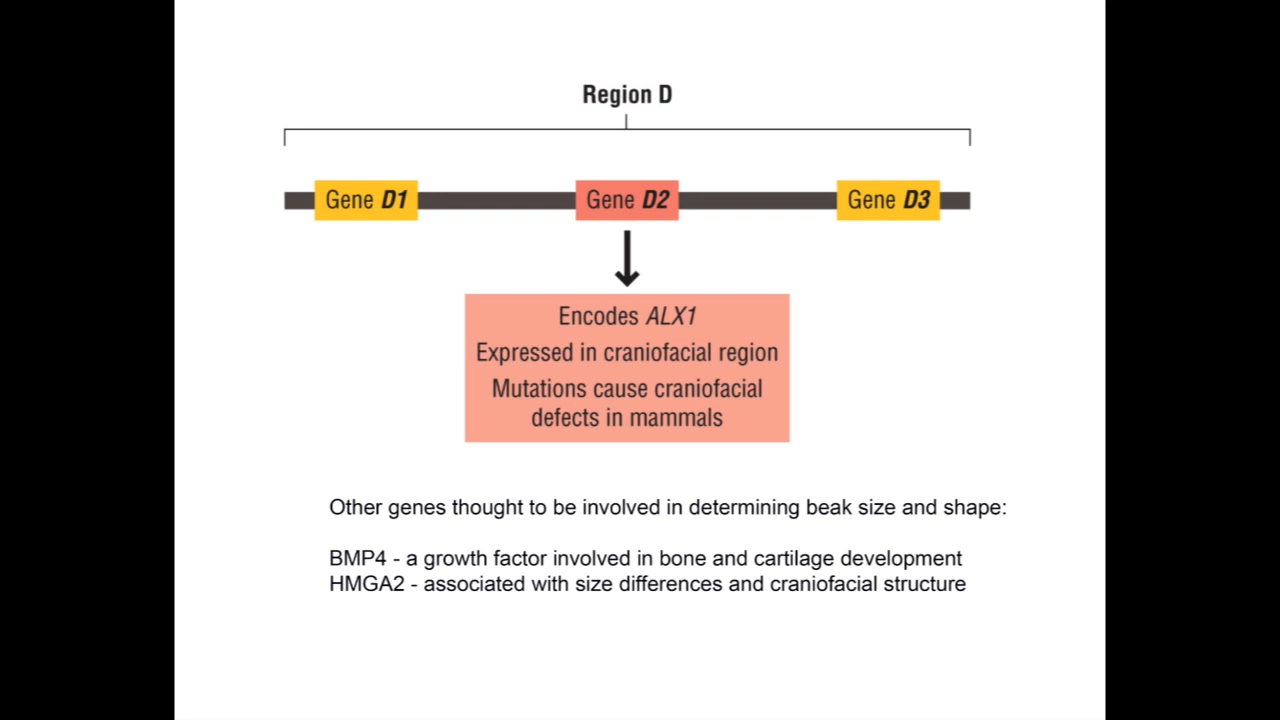 Region D
Gene D1
Gene D2
Gene D3
Encodes ALX1
Expressed in craniofacial region
Mutations cause craniofacial
defects in mammals
Other genes thought to be involved in determining beak size and shape:
BMP4 - a growth factor involved in bone and cartilage development
HMGA2 - associated with size differences and craniofacial structure